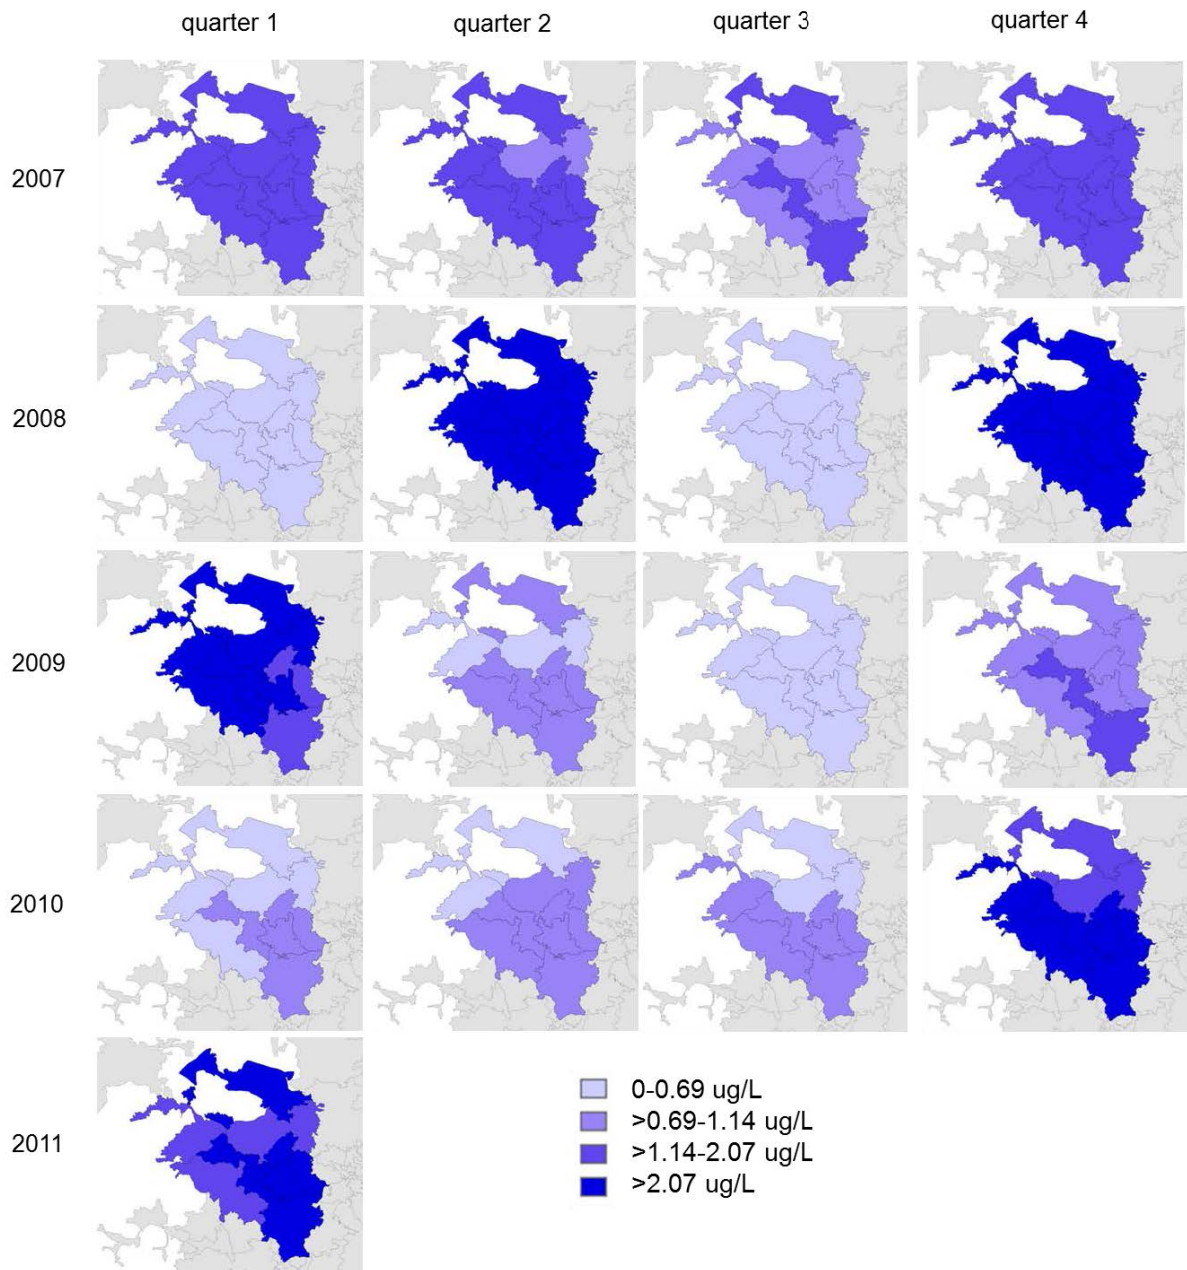 quarter 1
quarter 2
quarter 3
quarter 4
2007
2008
2009
2010
2011
0-0.69 ug/L
>0.69-1.14 ug/L
>1.14-2.07 ug/L
>2.07 ug/L